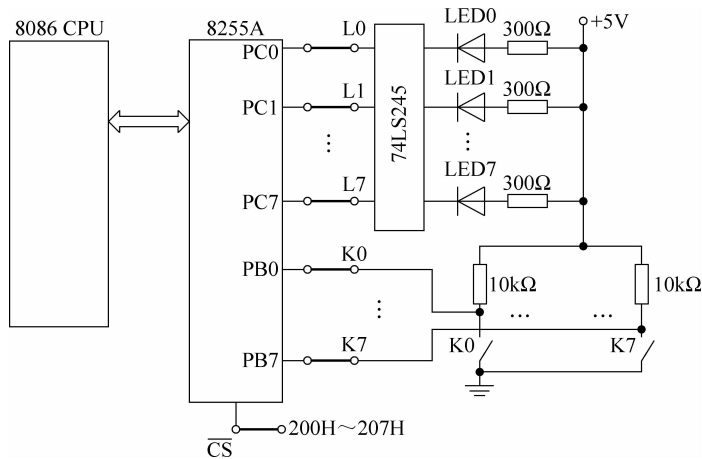 8086 CPU
8255A
L0
LED0
300Ω
+5V
PC0
L1
LED1
300Ω
PC1
74LS245
...
...
L7
LED7
300Ω
PC7
K0
PB0
10kΩ
10kΩ
...
...
...
K7
K0
K7
PB7
CS
200H～207H